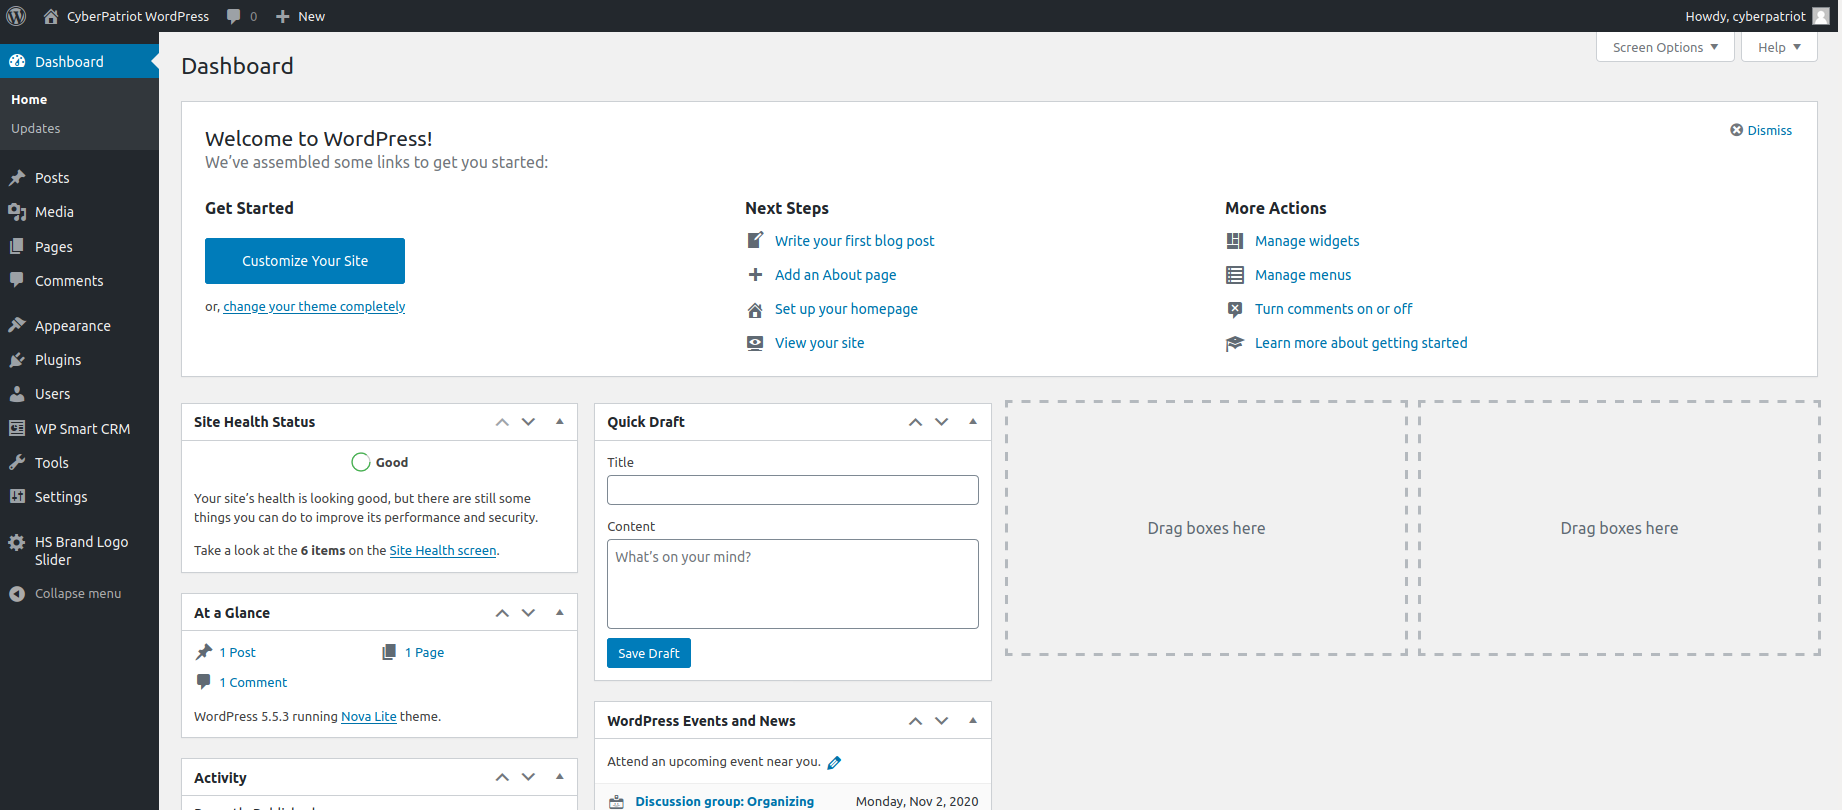 CyberPatriot WordPress 0 New Howdy, cyberpatriot
Dashboard
Home
Updates
Posts
Media
Pages
Comments
Appearance
Plugins
Users
WP Smart CRM
Tools
Settings
HS Brand Logo
Slider
Collapse menu
Screen Options Help
Dashboard
Welcome to WordPress!
Dismiss
We've assembled some links to get you started:
Get Started
Customize Your Site
or, change your theme completely
Next Steps
Write your first blog post
Add an About page
Set up your homepage
View your site
More Actions
Manage widgets
Manage menus
Turn comments on or off
Learn more about getting started
Site Health Status
Good
Your site's health is looking good, but there are still some
things you can do to improve its performance and security.
Take a look at the 6 items on the Site Health screen.
At a Glance
1 Post 1 Page
1 Comment
WordPress 5.5.3 running Nova Lite theme.
Activity
Quick Draft
Title
Content
What's on your mind?
Save Draft
WordPress Events and News
Attend an upcoming event near you.
Discussion group: Organizing Monday, Nov 2, 2020
Drag boxes here
Drag boxes here